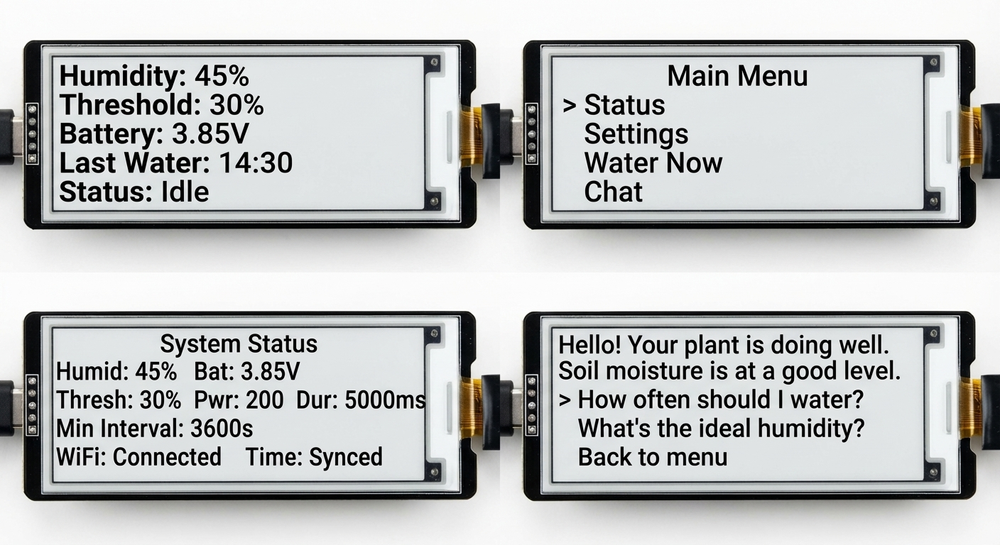 Humidity: 45%
Threshold: 30%
Battery: 3.85V
Last Water: 14:30
Status: Idle
Main Menu
> Status
Settings
Water Now
Chat
System Status
Humid: 45% Bat: 3.85V
Thresh: 30% Pwr: 200 Dur: 5000ms
Min Interval: 3600s
WiFi: Connected Time: Synced
Hello! Your plant is doing well.
Soil moisture is at a good level.
> How often should I water?
What's the ideal humidity?
Back to menu